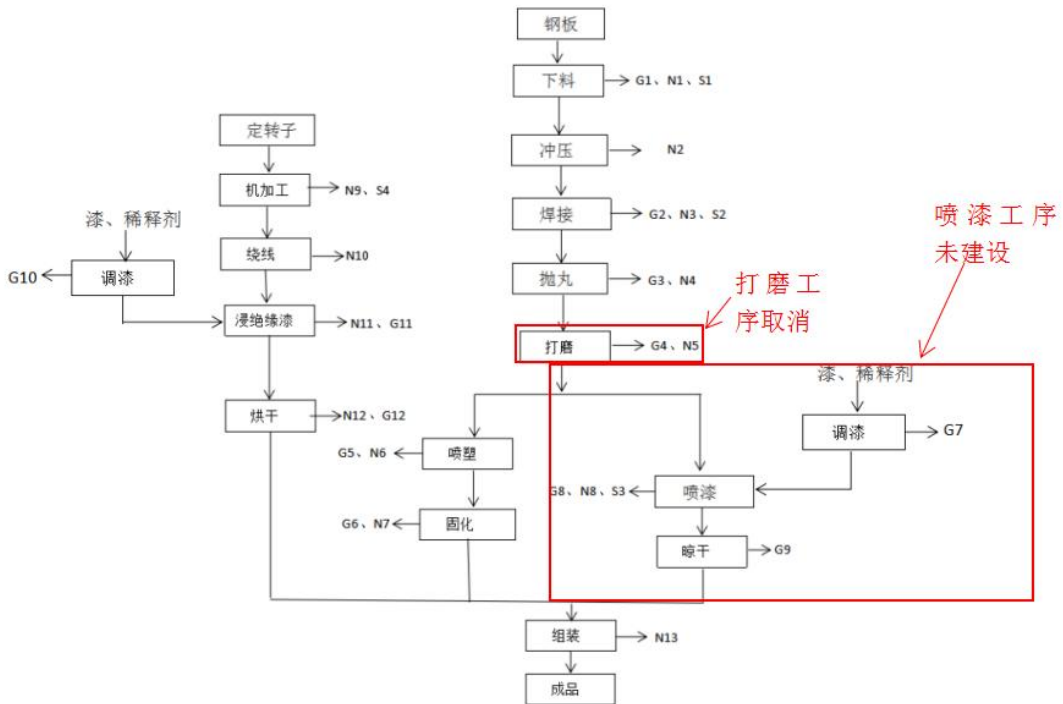 钢板
下料
G1、N1、S1
定转子
冲压
N2
机加工
N9、S4
焊接
G2、N3、S2
喷漆工序
未建设
漆、稀释剂
绕线
N10
G10
调漆
抛丸
G3、N4
打磨工
序取消
浸绝缘漆
N11、G11
打磨
G4、N5
漆、稀释剂
烘干
N12、G12
调漆
G7
G5、N6
喷塑
G8、N8、S3
喷漆
G6、N7
固化
晾干
G9
组装
N13
成品